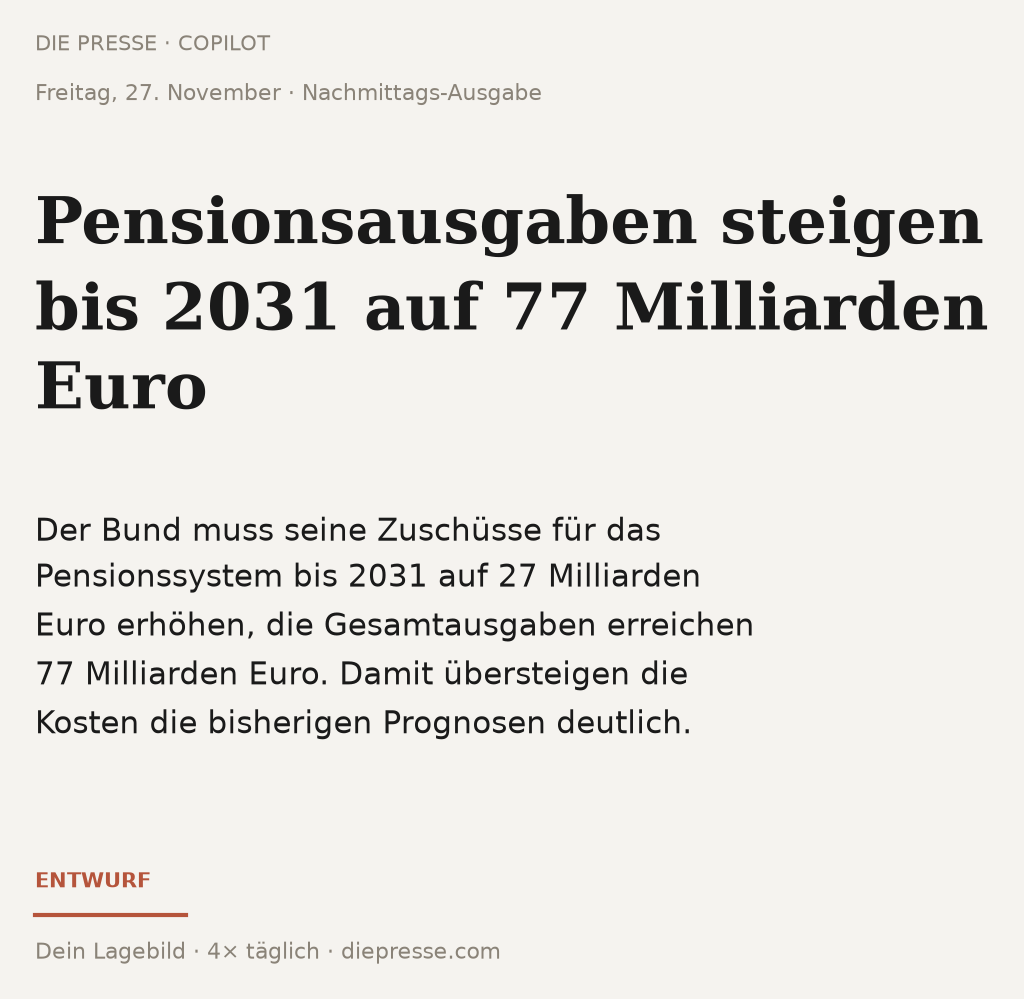 DIE PRESSE · COPILOT
Freitag, 27. November · Nachmittags-Ausgabe
Pensionsausgaben steigen
bis 2031 auf 77 Milliarden
Euro
Der Bund muss seine Zuschüsse für das
Pensionssystem bis 2031 auf 27 Milliarden
Euro erhöhen, die Gesamtausgaben erreichen
77 Milliarden Euro. Damit übersteigen die
Kosten die bisherigen Prognosen deutlich.
ENTWURF
Dein Lagebild · 4× täglich · diepresse.com